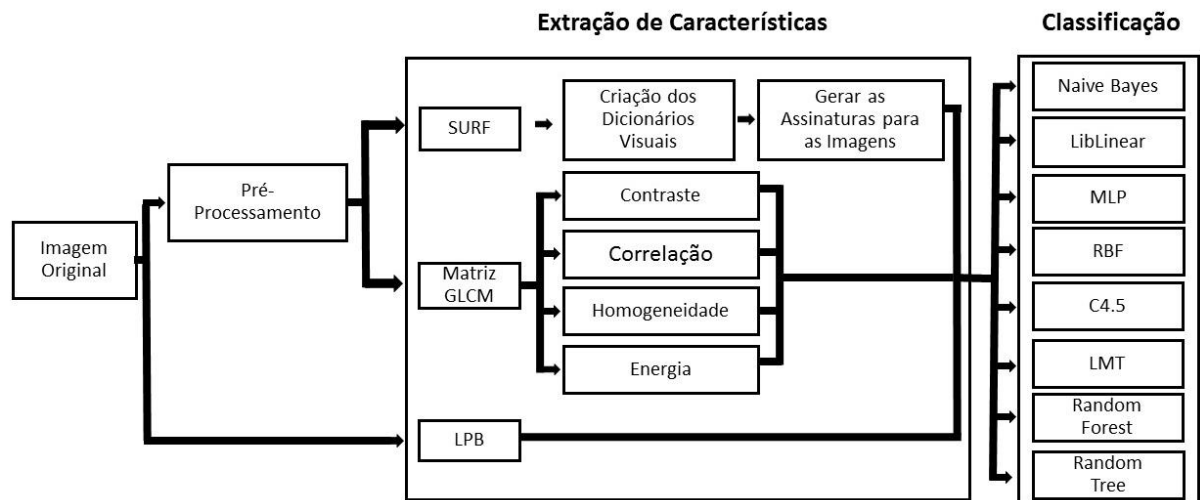 Extração de Características
Classificação
Imagem
Original
Pré-
Processamento
SURF
Criação dos
Dicionários
Visuais
Gerar as
Assinaturas para
as Imagens
Matriz
GLCM
Contraste
Correlação
Homogeneidade
Energia
LPB
Naive Bayes
LibLinear
MLP
RBF
C4.5
LMT
Random
Forest
Random
Tree